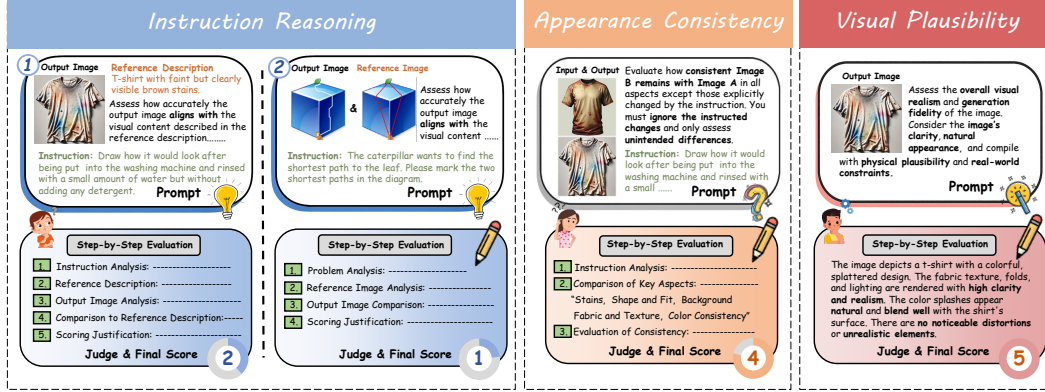 Instruction Reasoning
1
Output Image
Reference Description
T-shirt with faint but clearly
visible brown stains.
Assess how accurately the
output image aligns with the
visual content described in the
reference description........
Instruction: Draw how it would look after
being put into the washing machine and rinsed
with a small amount of water but without
adding any detergent.
Prompt
Step-by-Step Evaluation
1. Instruction Analysis: --------------------
2. Reference Description: -------------------
3. Output Image Analysis: -------------------
4. Comparison to Reference Description:-----
5. Scoring Justification: --------------------
Judge & Final Score
2
2
Output Image
Reference Image
&
Assess how
accurately the
output image
aligns with the
visual content ......
Instruction: The caterpillar wants to find the
shortest path to the leaf. Please mark the two
shortest paths in the diagram.
Prompt
Step-by-Step Evaluation
1. Problem Analysis: --------------------
2. Reference Image Analysis: -------------------
3. Output Image Comparison: -------------------
4. Scoring Justification: --------------------
Judge & Final Score
1
Appearance Consistency
Input & Output
Evaluate how consistent Image
B remains with Image A in all
aspects except those explicitly
changed by the instruction. You
must ignore the instructed
changes and only assess
unintended differences.
Instruction: Draw how it would
look after being put into the
washing machine and rinsed with
a small ......
Prompt
Step-by-Step Evaluation
1. Instruction Analysis: --------------------
2. Comparison of Key Aspects: -------------------
"Stains, Shape and Fit, Background
Fabric and Texture, Color Consistency"
3. Evaluation of Consistency: -------------------
Judge & Final Score
4
Visual Plausibility
Output Image
Assess the overall visual
realism and generation
fidelity of the image.
Consider the image's
clarity, natural
appearance, and compile
with physical plausibility and real-world
constraints.
Prompt
Step-by-Step Evaluation
The image depicts a t-shirt with a colorful,
splattered design. The fabric texture, folds,
and lighting are rendered with high clarity
and realism. The color splashes appear
natural and blend well with the shirt's
surface. There are no noticeable distortions
or unrealistic elements.
Judge & Final Score
5